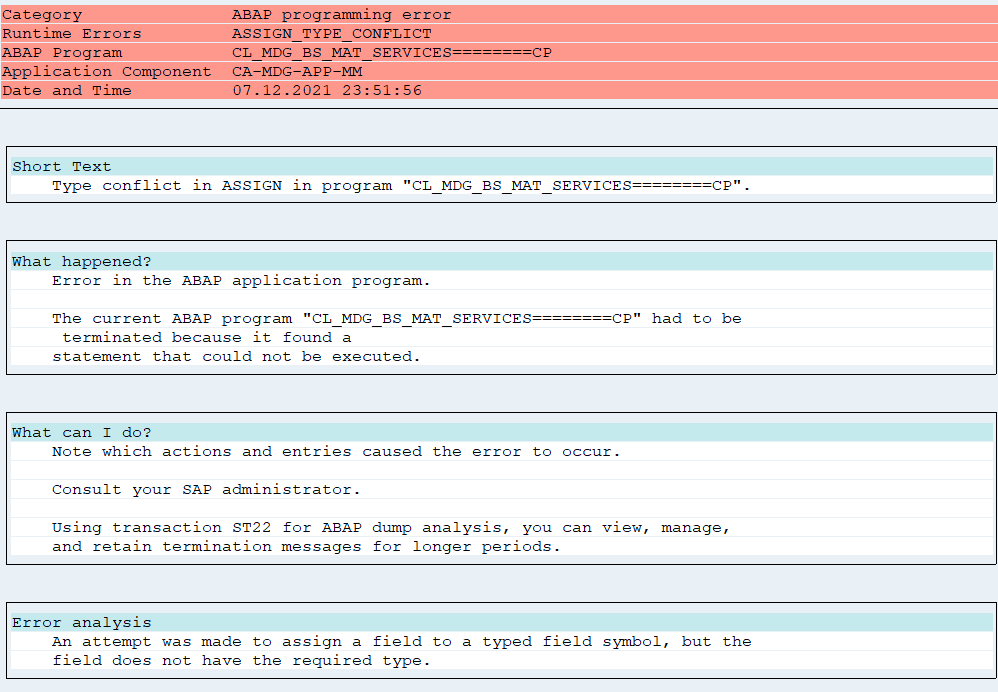 Category ABAP programming error
Runtime Errors ASSIGN_TYPE_CONFLICT
ABAP Program CL_MDG_BS_MAT_SERVICES========CP
Application Component CA-MDG-APP-MM
Date and Time 07.12.2021 23:51:56
Short Text
Type conflict in ASSIGN in program "CL_MDG_BS_MAT_SERVICES========CP".
What happened?
Error in the ABAP application program.
The current ABAP program "CL_MDG_BS_MAT_SERVICES========CP" had to be
terminated because it found a
statement that could not be executed.
What can I do?
Note which actions and entries caused the error to occur.
Consult your SAP administrator.
Using transaction ST22 for ABAP dump analysis, you can view, manage,
and retain termination messages for longer periods.
Error analysis
An attempt was made to assign a field to a typed field symbol, but the
field does not have the required type.